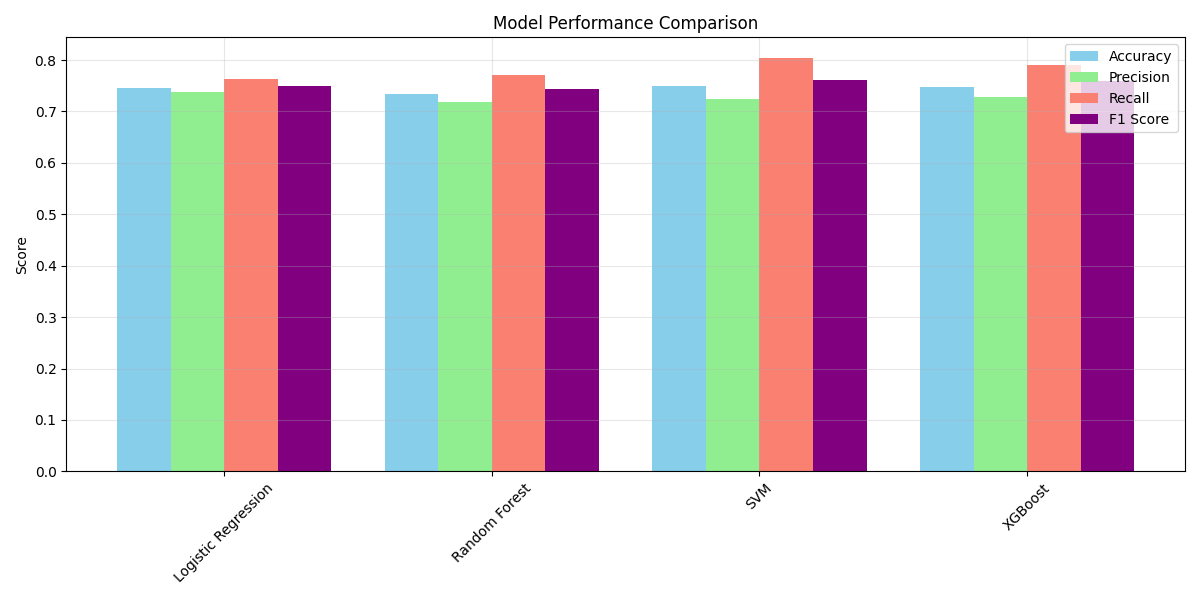 Model Performance Comparison
Accuracy
Precision
Recall
F1 Score
Score
0.8
0.7
0.6
0.5
0.4
0.3
0.2
0.1
0.0
Logistic Regression
Random Forest
SVM
XGBoost